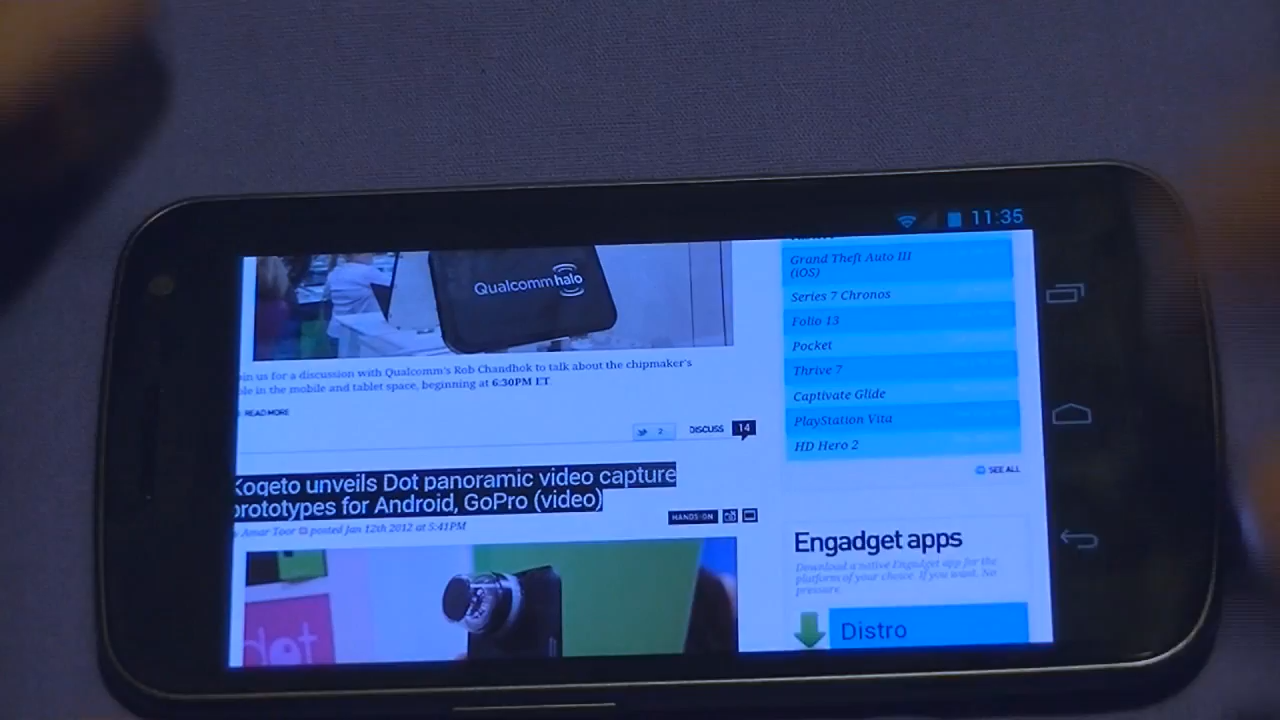 11:35
Qualcomm halo
in us for a discussion with Qualcomm's Rob Chandhok to talk about the chipmaker's
le in the mobile and tablet space, beginning at 6:30PM ET.
READ MORE
2
DISCUSS
14
Kogeto unveils Dot panoramic video capture
prototypes for Android, GoPro (video)
Amar Toor posted Jan 12th 2012 at 5:41PM
HANDS-ON
dot
Grand Theft Auto III
(iOS)
Series 7 Chronos
Folio 13
Pocket
Thrive 7
Captivate Glide
PlayStation Vita
HD Hero 2
SEE ALL
Engadget apps
Download a native Engadget app for the
platform of your choice. If you want. No
pressure.
Distro